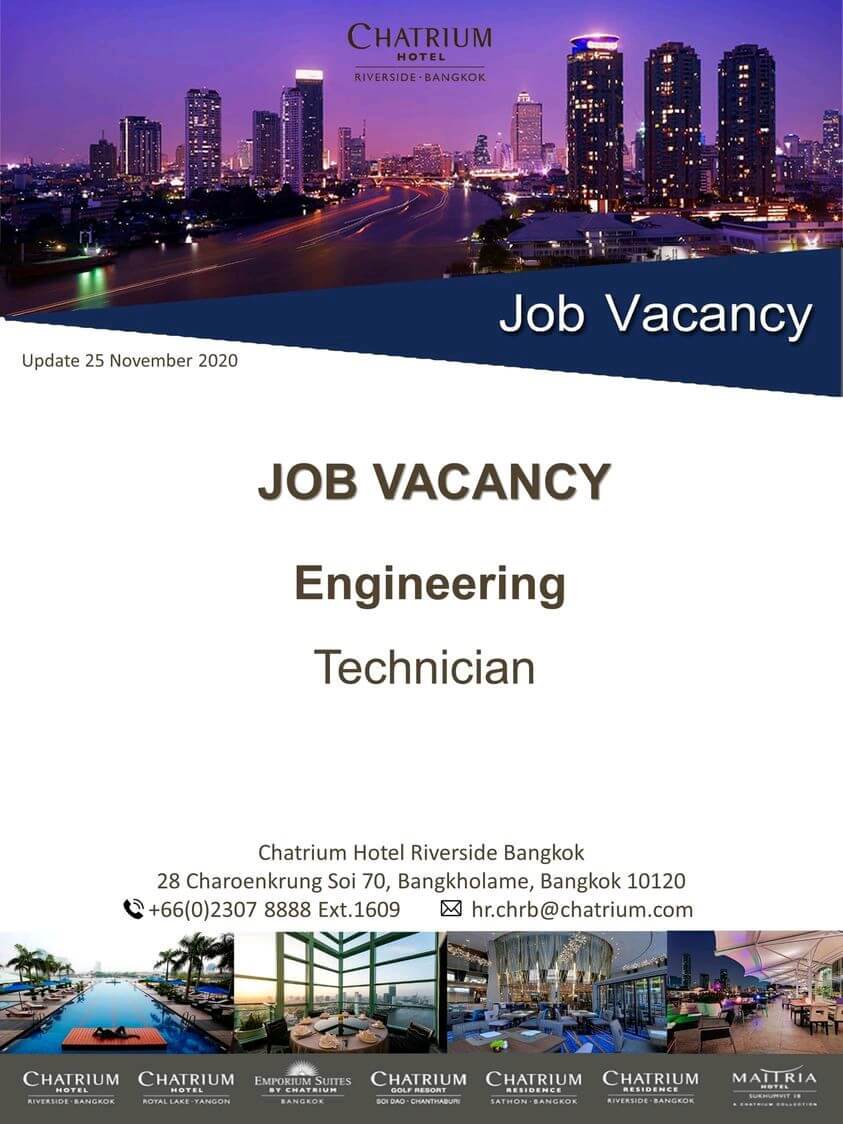 CHATRIUM
HOTEL
RIVERSIDE · BANGKOK
Job Vacancy
Update 25 November 2020
JOB VACANCY
Engineering
Technician
Chatrium Hotel Riverside Bangkok
28 Charoenkrung Soi 70, Bangkholame, Bangkok 10120
+66(0)2307 8888 Ext.1609 hr.chrb@chatrium.com
CHATRIUM
HOTEL
RIVERSIDE · BANGKOK
CHATRIUM
HOTEL
ROYAL LAKE · YANGON
EMPORIUM SUITES
BY CHATRIUM
BANGKOK
CHATRIUM
GOLF RESORT
SOI DAO · CHANTHABURI
CHATRIUM
RESIDENCE
SATHON · BANGKOK
CHATRIUM
RESIDENCE
RIVERSIDE · BANGKOK
MAITRIA
HOTEL
SUKHUMVIT 18
A CHATRIUM COLLECTION